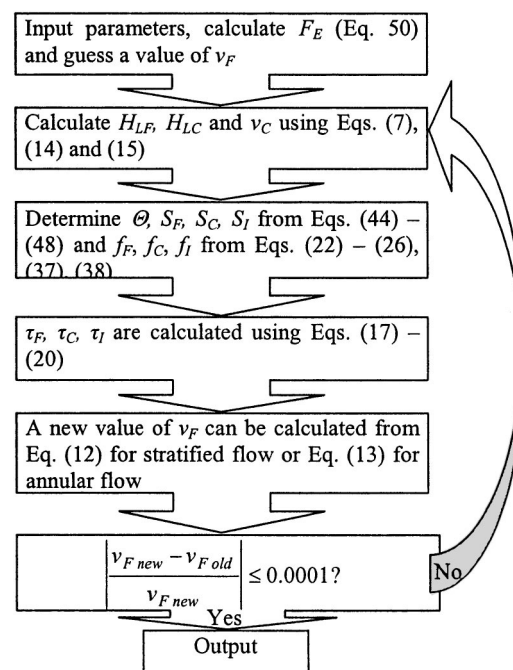 Input parameters, calculate F_E (Eq. 50)
and guess a value of v_F
Calculate H_LF, H_LC and v_C using Eqs. (7),
(14) and (15)
Determine Θ, S_F, S_C, S_I from Eqs. (44) –
(48) and f_F, f_C, f_I from Eqs. (22) – (26),
(37), (38)
τ_F, τ_C, τ_I are calculated using Eqs. (17) –
(20)
A new value of v_F can be calculated from
Eq. (12) for stratified flow or Eq. (13) for
annular flow
|(v_F new − v_F old) / v_F new| ≤ 0.0001?
No
Yes
Output